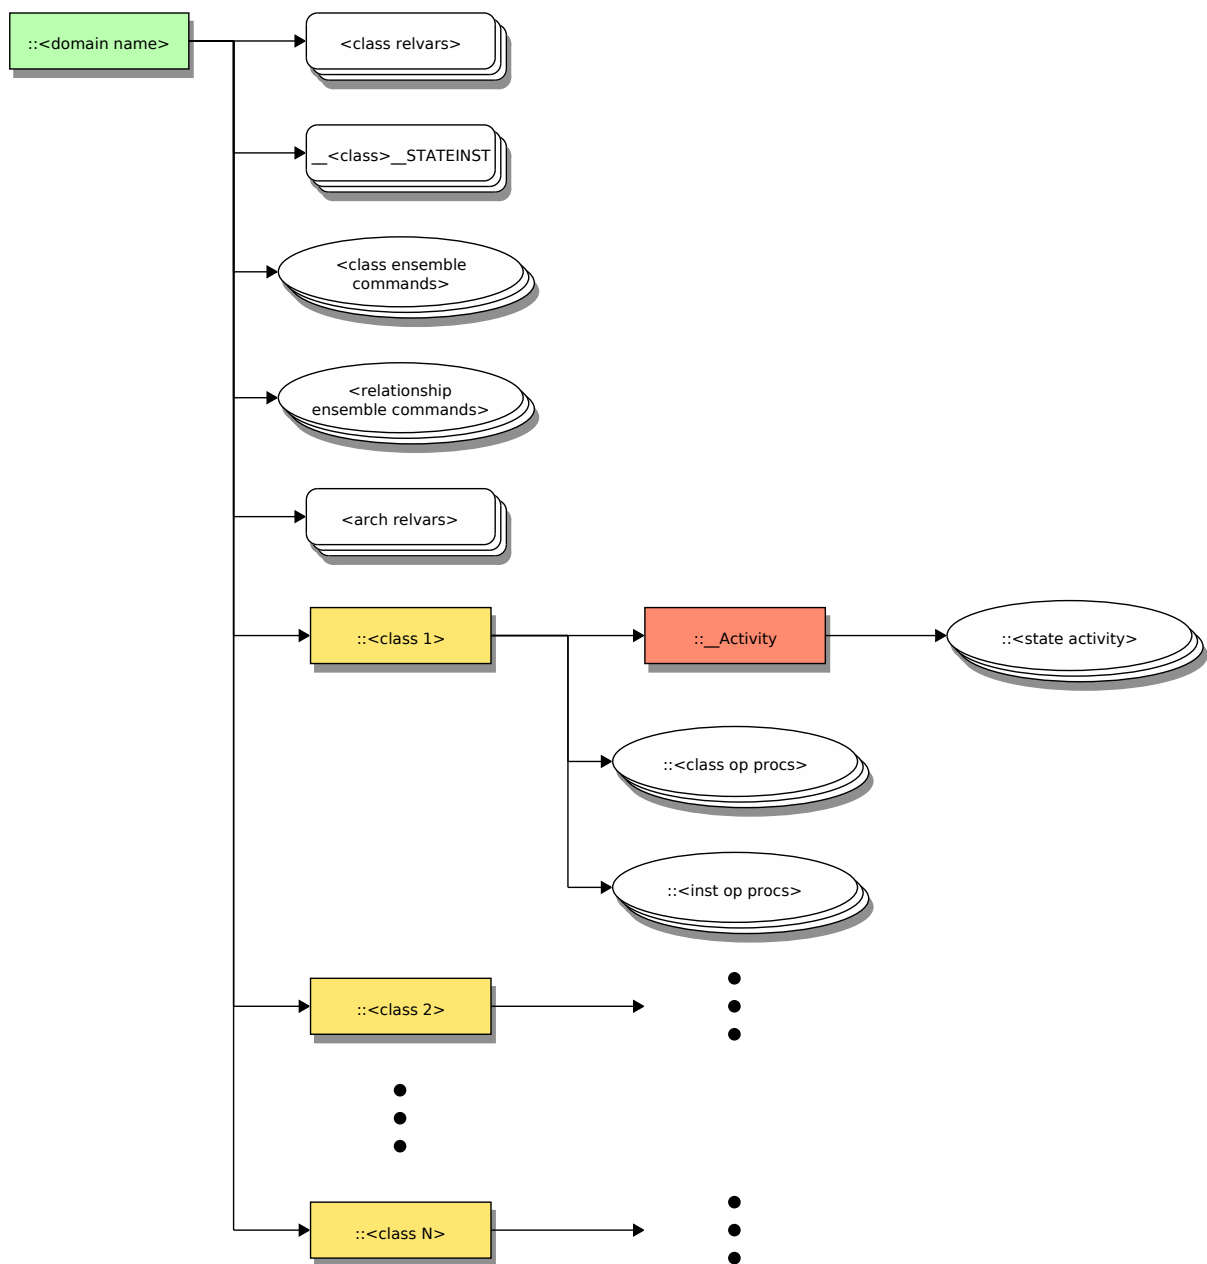 ::<domain name>
<class relvars>
__<class>__STATEINST
<class ensemble
commands>
<relationship
ensemble commands>
<arch relvars>
::<class 1>
::__Activity
::<state activity>
::<class op procs>
::<inst op procs>
::<class 2>
::<class N>